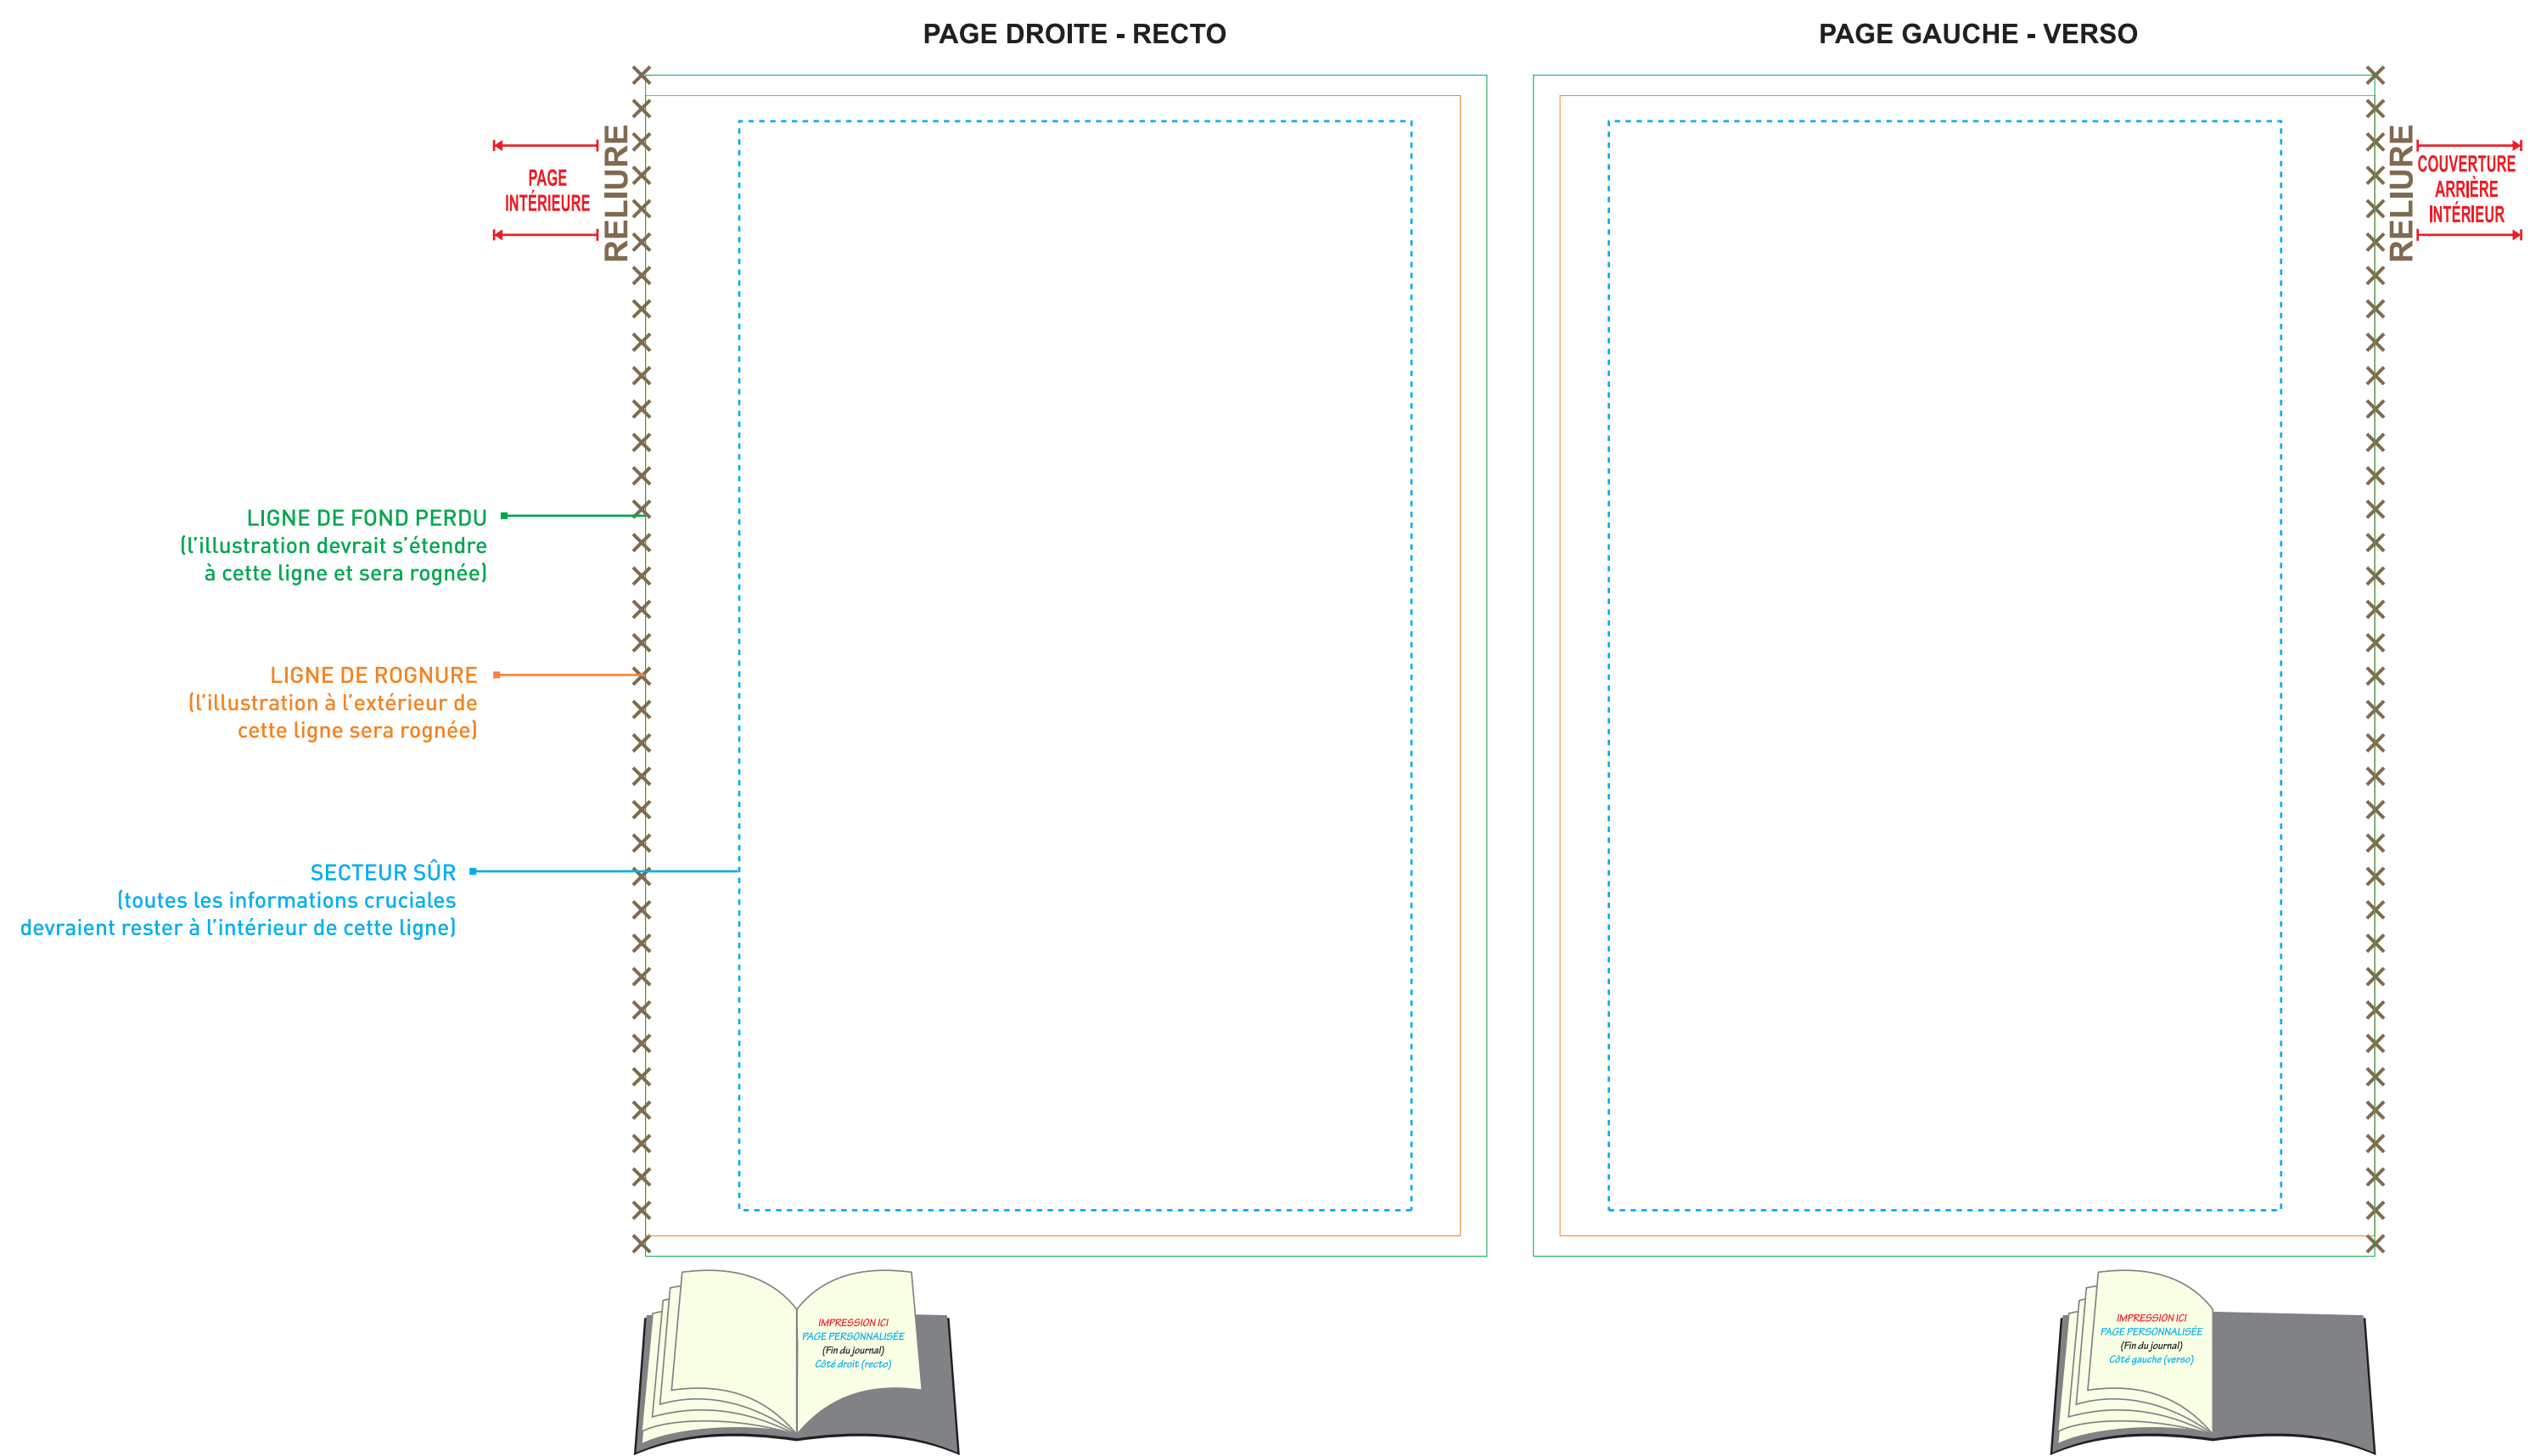 PAGE DROITE - RECTO
PAGE GAUCHE - VERSO
PAGE
INTÉRIEURE
RELIURE
RELIURE
COUVERTURE
ARRIÈRE
INTÉRIEUR
LIGNE DE FOND PERDU
(l'illustration devrait s'étendre
à cette ligne et sera rognée)
LIGNE DE ROGNURE
(l'illustration à l'extérieur de
cette ligne sera rognée)
SECTEUR SÛR
(toutes les informations cruciales
devraient rester à l'intérieur de cette ligne)
IMPRESSION ICI
PAGE PERSONNALISÉE
(Fin du journal)
Côté droit (recto)
IMPRESSION ICI
PAGE PERSONNALISÉE
(Fin du journal)
Côté gauche (verso)